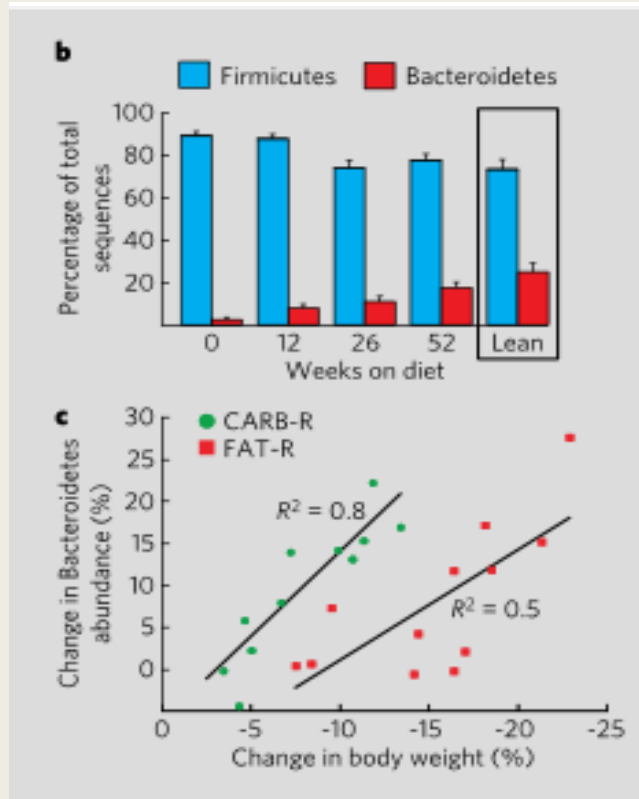 b
Firmicutes Bacteroidetes
Percentage of total
sequences
100
80
60
40
20
0 12 26 52 Lean
Weeks on diet
c
CARB-R
FAT-R
R² = 0.8
R² = 0.5
Change in Bacteroidetes
abundance (%)
30
25
20
15
10
5
0
0 -5 -10 -15 -20 -25
Change in body weight (%)